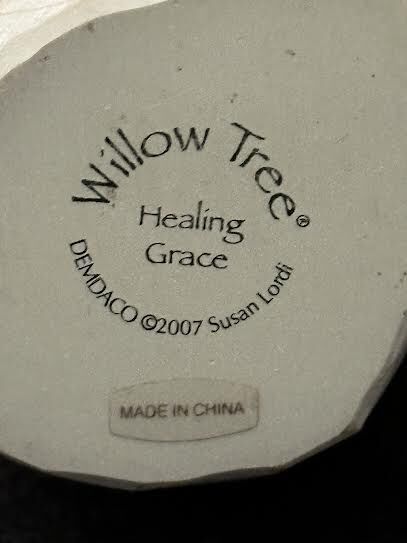 Willow Tree®
Healing
Grace
DEMDACO ©2007 Susan Lordi
MADE IN CHINA